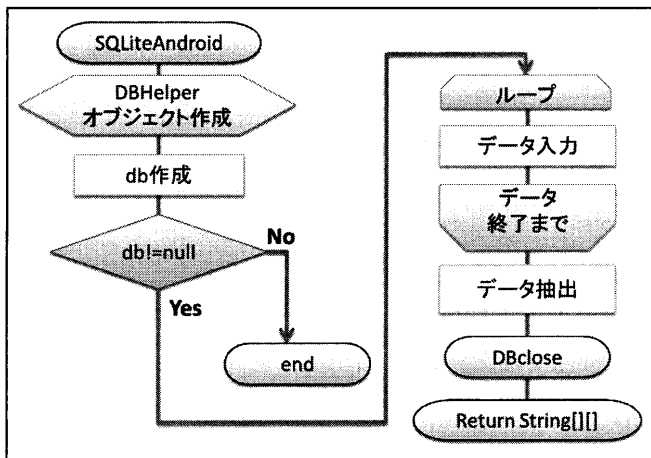 SQLiteAndroid
DBHelper
オブジェクト作成
db作成
db!=null
No
Yes
end
ループ
データ入力
データ
終了まで
データ抽出
DBclose
Return String[][]